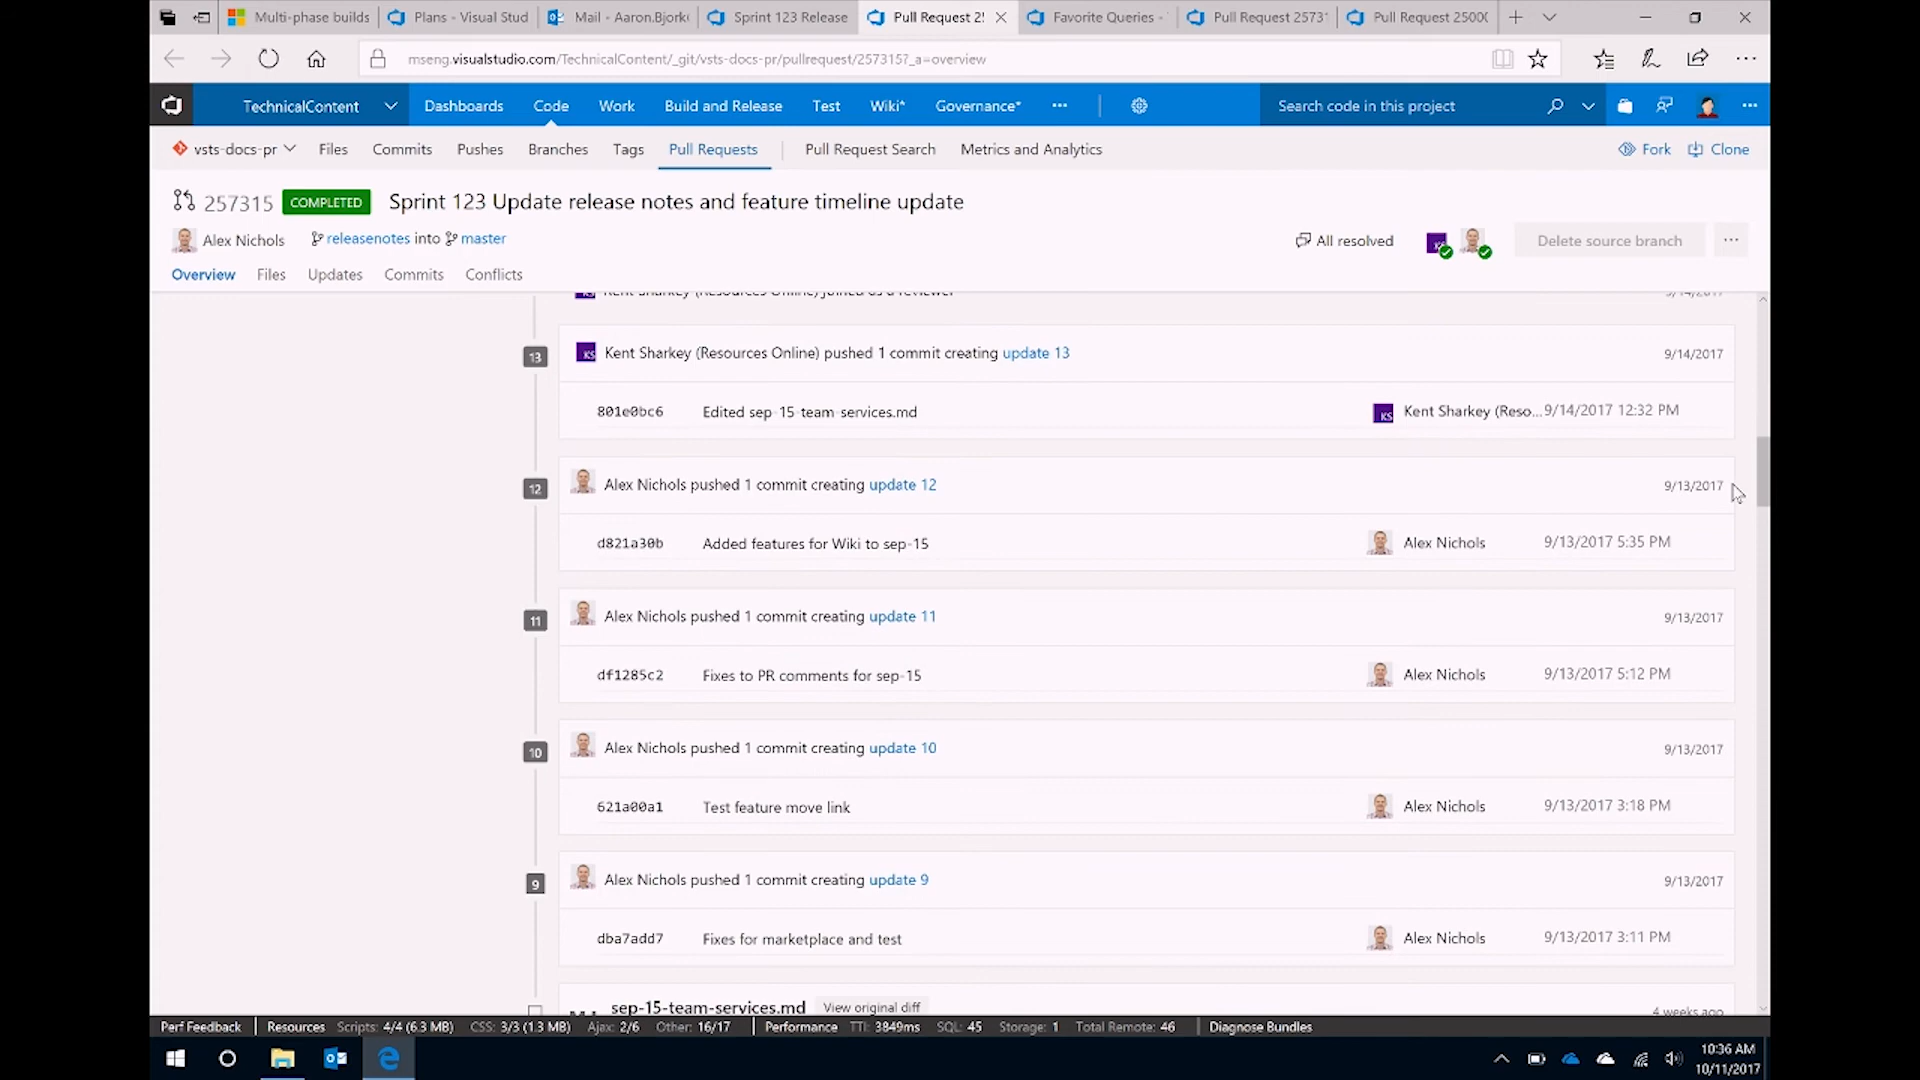 Multi-phase builds
Plans - Visual Stud
Mail - Aaron.Bjork
Sprint 123 Release
Pull Request 25
Favorite Queries -
Pull Request 2573
Pull Request 25000
mseng.visualstudio.com/TechnicalContent/_git/vsts-docs-pr/pullrequest/257315?_a=overview
TechnicalContent Dashboards Code Work Build and Release Test Wiki* Governance* Search code in this project
vsts-docs-pr Files Commits Pushes Branches Tags Pull Requests Pull Request Search Metrics and Analytics Fork Clone
257315 COMPLETED Sprint 123 Update release notes and feature timeline update
Alex Nichols releasenotes into master All resolved Delete source branch
Overview Files Updates Commits Conflicts
Kent Sharkey (Resources Online) joined as a reviewer 9/14/2017
13 KS Kent Sharkey (Resources Online) pushed 1 commit creating update 13 9/14/2017
801e0bc6 Edited sep-15-team-services.md KS Kent Sharkey (Reso... 9/14/2017 12:32 PM
12 Alex Nichols pushed 1 commit creating update 12 9/13/2017
d821a30b Added features for Wiki to sep-15 Alex Nichols 9/13/2017 5:35 PM
11 Alex Nichols pushed 1 commit creating update 11 9/13/2017
df1285c2 Fixes to PR comments for sep-15 Alex Nichols 9/13/2017 5:12 PM
10 Alex Nichols pushed 1 commit creating update 10 9/13/2017
621a00a1 Test feature move link Alex Nichols 9/13/2017 3:18 PM
9 Alex Nichols pushed 1 commit creating update 9 9/13/2017
dba7add7 Fixes for marketplace and test Alex Nichols 9/13/2017 3:11 PM
sep-15-team-services.md View original diff 4 weeks ago
Perf Feedback Resources Scripts: 4/4 (6.3 MB) CSS: 3/3 (1.3 MB) Ajax: 2/6 Other: 16/17 Performance TTI: 3849ms SQL: 45 Storage: 1 Total Remote: 46 Diagnose Bundles
10:36 AM
10/11/2017